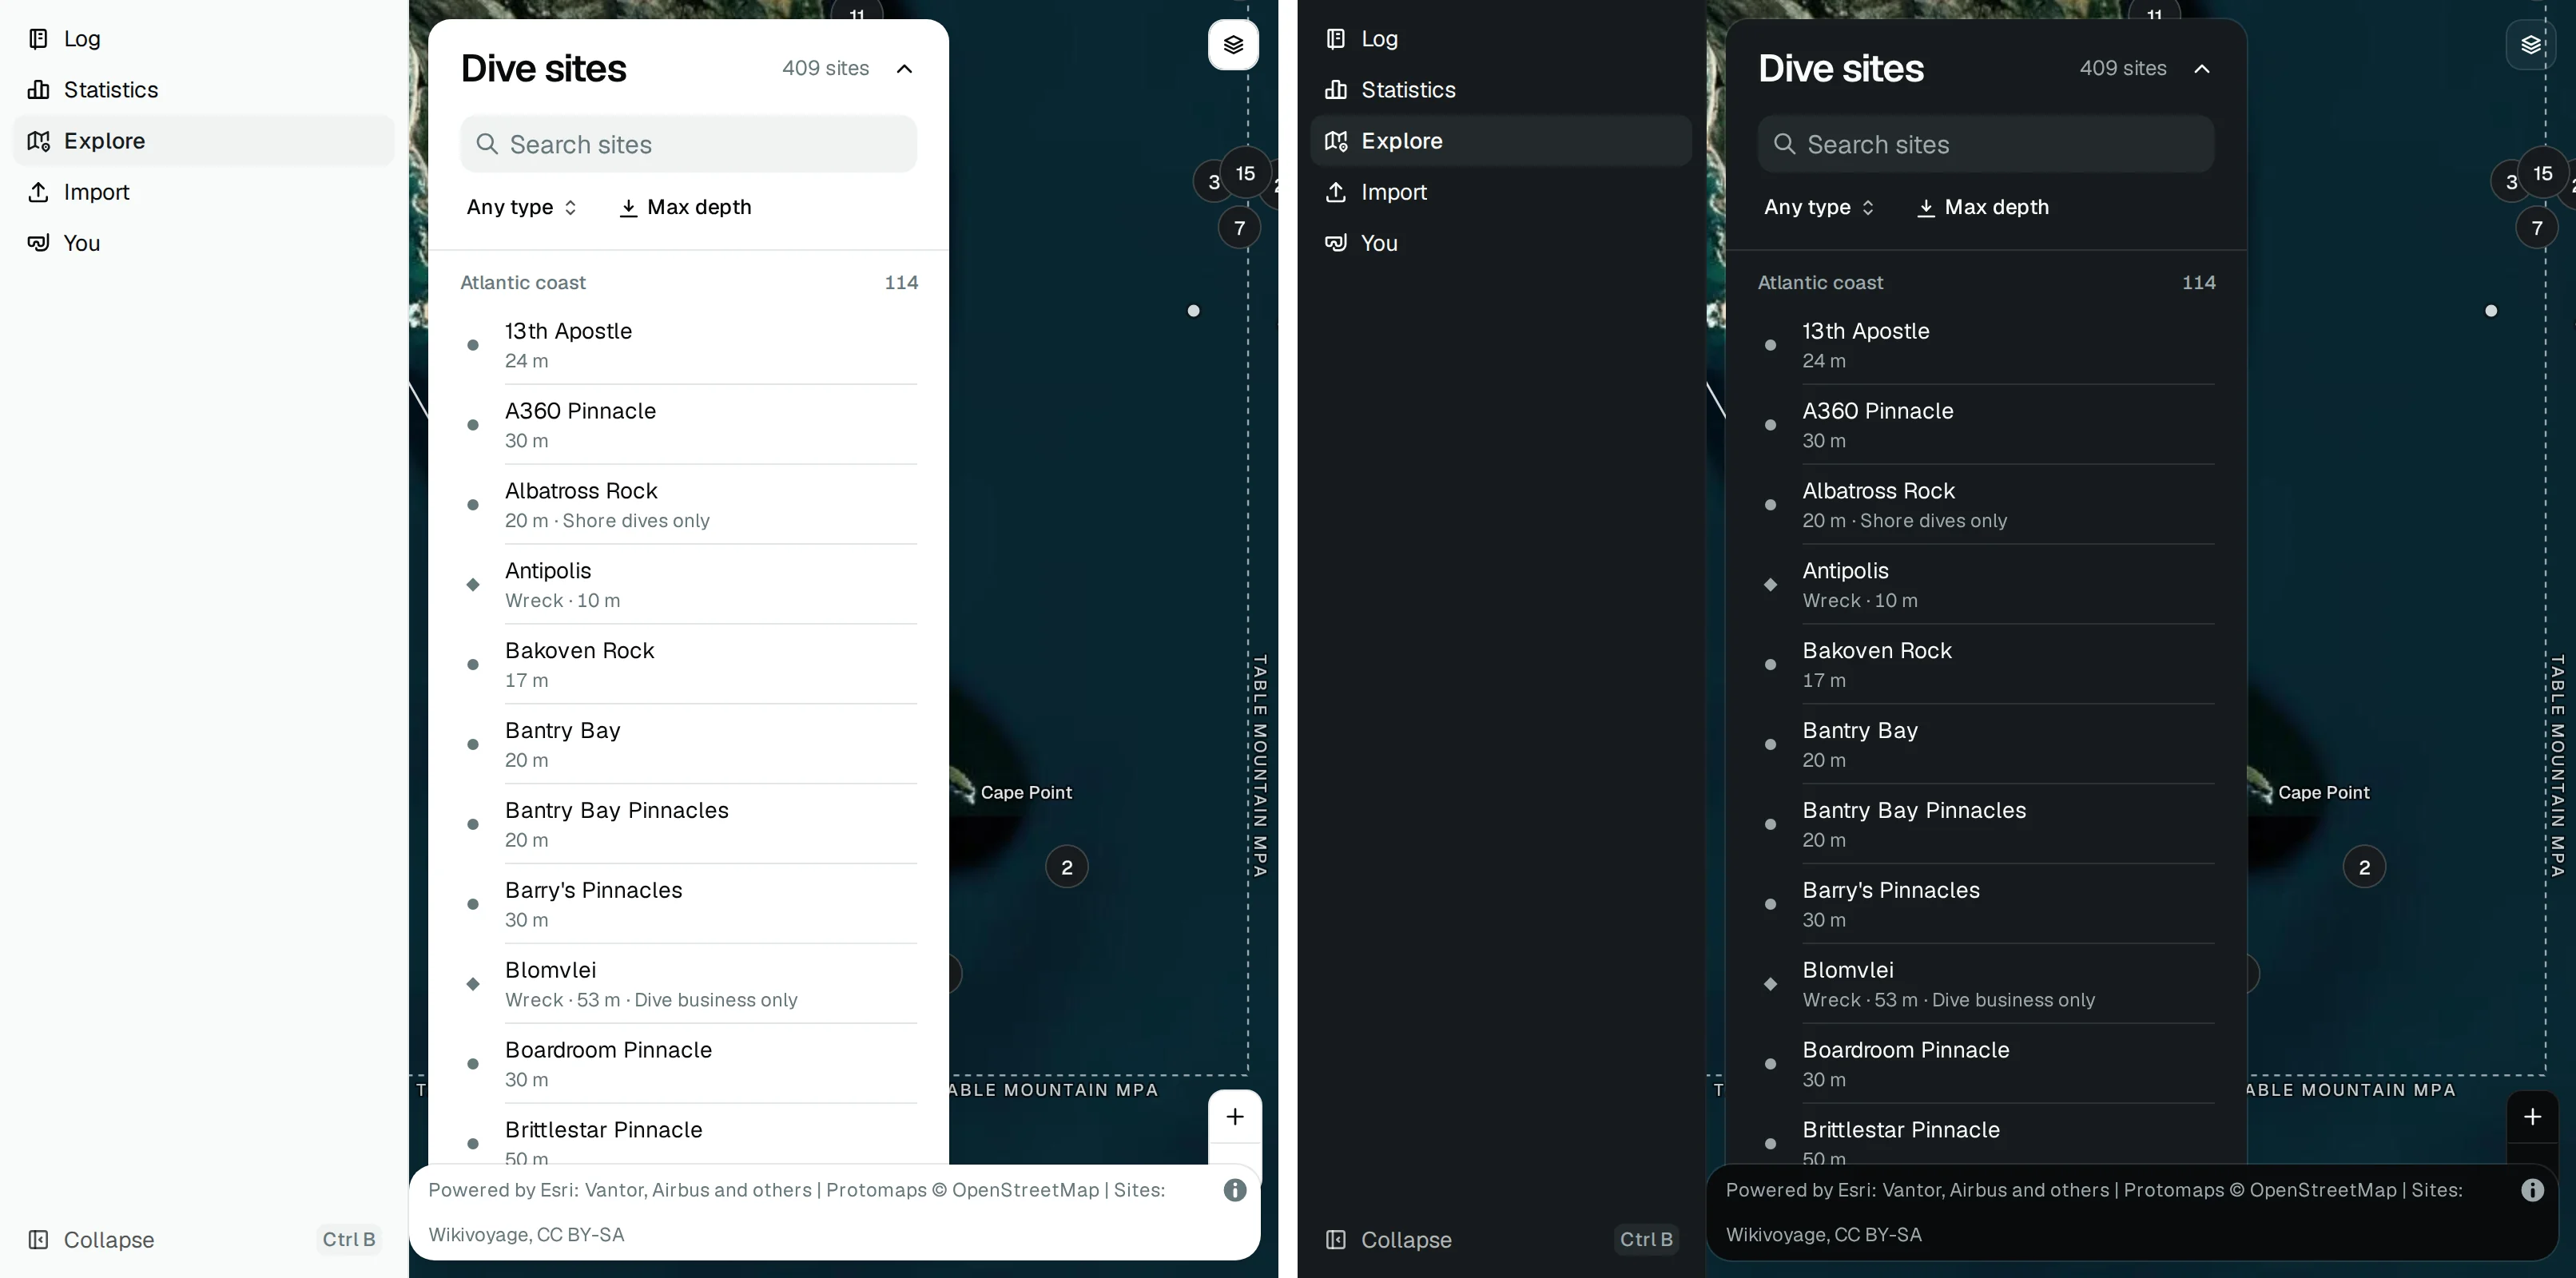 Log
Statistics
Explore
Import
You
Collapse
Ctrl B
11
Dive sites
409 sites
Search sites
Any type
Max depth
Atlantic coast
114
13th Apostle
24 m
A360 Pinnacle
30 m
Albatross Rock
20 m · Shore dives only
Antipolis
Wreck · 10 m
Bakoven Rock
17 m
Bantry Bay
20 m
Bantry Bay Pinnacles
20 m
Barry's Pinnacles
30 m
Blomvlei
Wreck · 53 m · Dive business only
Boardroom Pinnacle
30 m
Brittlestar Pinnacle
50 m
3
15
7
TABLE MOUNTAIN MPA
Cape Point
2
ABLE MOUNTAIN MPA
Powered by Esri: Vantor, Airbus and others | Protomaps © OpenStreetMap | Sites:
Wikivoyage, CC BY-SA
Log
Statistics
Explore
Import
You
Collapse
Ctrl B
11
Dive sites
409 sites
Search sites
Any type
Max depth
Atlantic coast
114
13th Apostle
24 m
A360 Pinnacle
30 m
Albatross Rock
20 m · Shore dives only
Antipolis
Wreck · 10 m
Bakoven Rock
17 m
Bantry Bay
20 m
Bantry Bay Pinnacles
20 m
Barry's Pinnacles
30 m
Blomvlei
Wreck · 53 m · Dive business only
Boardroom Pinnacle
30 m
Brittlestar Pinnacle
50 m
3
15
7
TABLE MOUNTAIN MPA
Cape Point
2
ABLE MOUNTAIN MPA
Powered by Esri: Vantor, Airbus and others | Protomaps © OpenStreetMap | Sites:
Wikivoyage, CC BY-SA